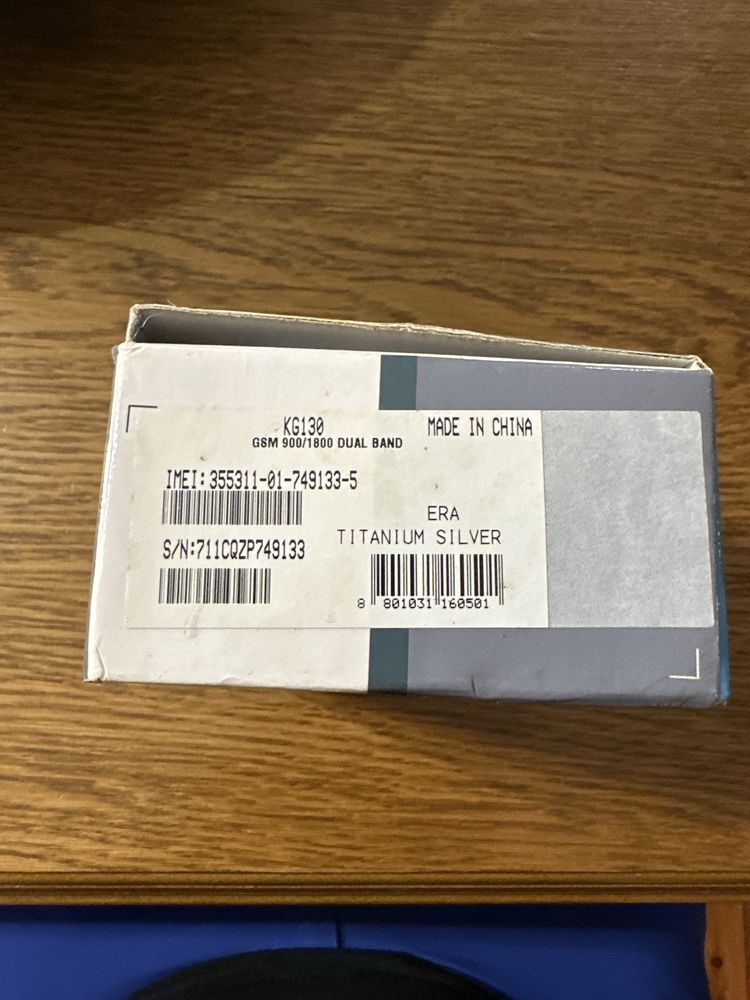 KG130 MADE IN CHINA
GSM 900/1800 DUAL BAND
IMEI: 355311-01-749133-5
ERA
TITANIUM SILVER
S/N:711CQZP749133
8 801031 160501